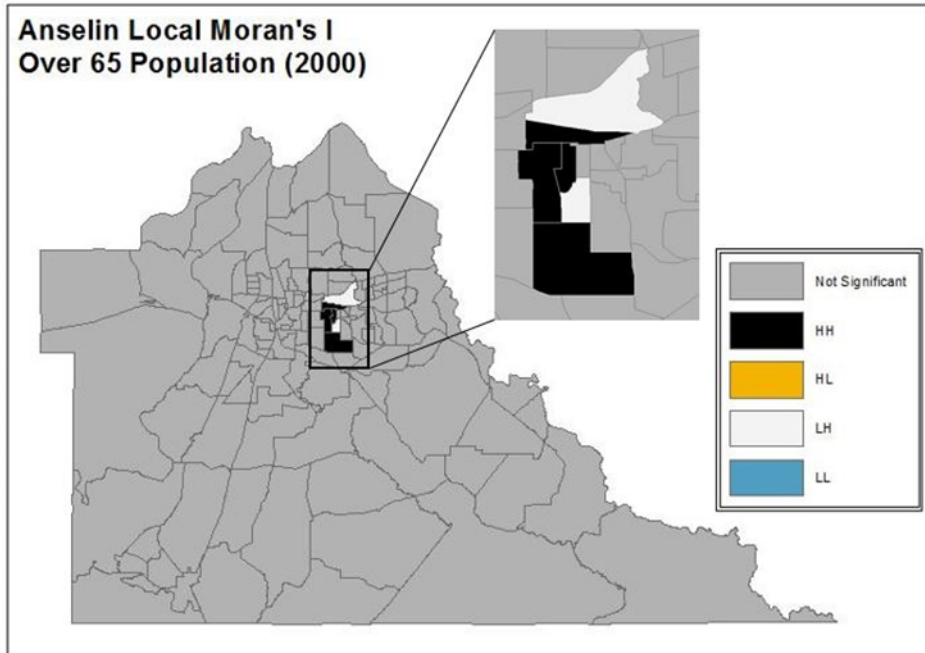 Anselin Local Moran's I
Over 65 Population (2000)
Not Significant
HH
HL
LH
LL